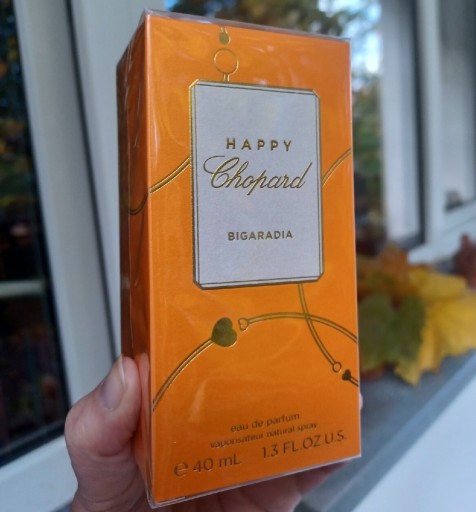 HAPPY
Chopard
BIGARADIA
eau de parfum
vaporisateur natural spray
℮ 40 mL 1.3 FL.OZ.U.S.